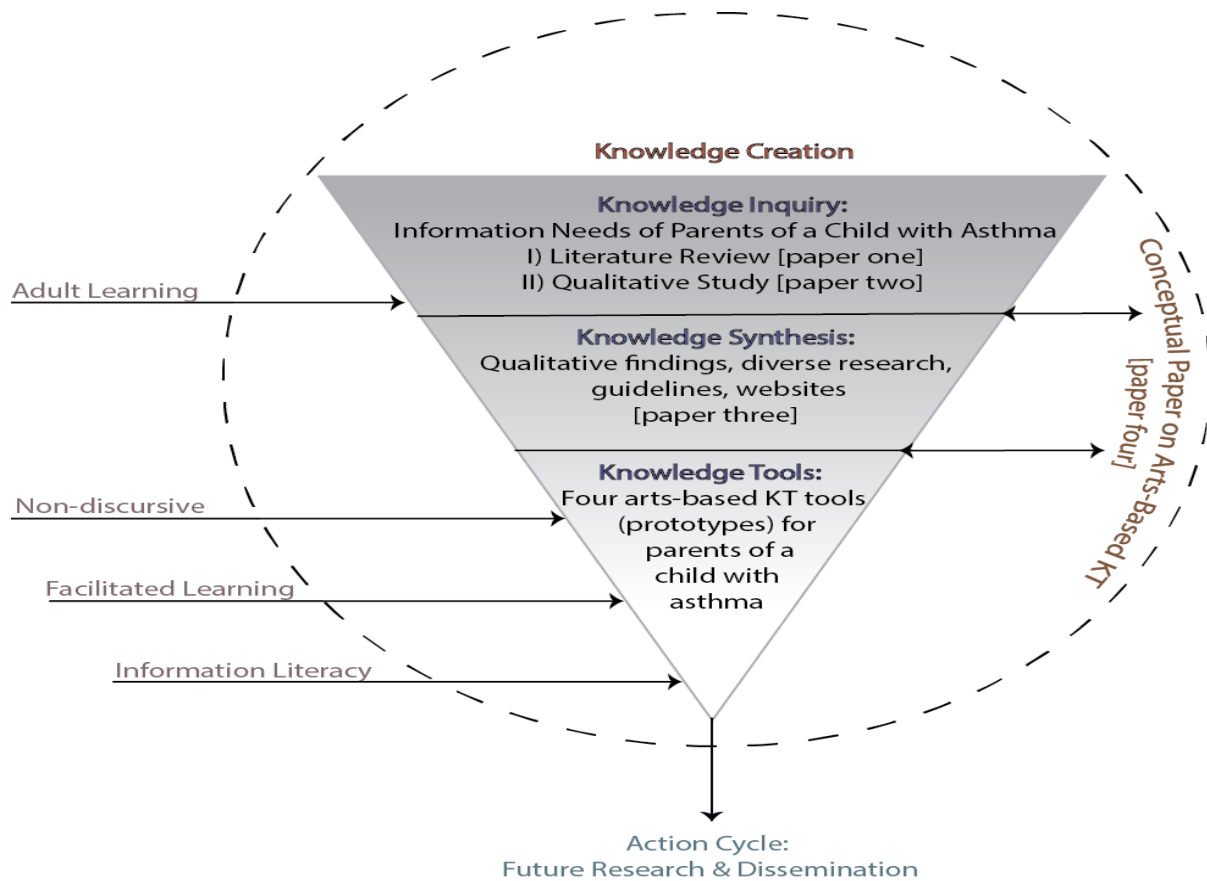 Knowledge Creation
Knowledge Inquiry:
Information Needs of Parents of a Child with Asthma
I) Literature Review [paper one]
II) Qualitative Study [paper two]
Adult Learning
Knowledge Synthesis:
Qualitative findings, diverse research,
guidelines, websites
[paper three]
Conceptual Paper on Arts-Based KT
[paper four]
Knowledge Tools:
Four arts-based KT tools
(prototypes) for
parents of a
child with
asthma
Non-discursive
Facilitated Learning
Information Literacy
Action Cycle:
Future Research & Dissemination